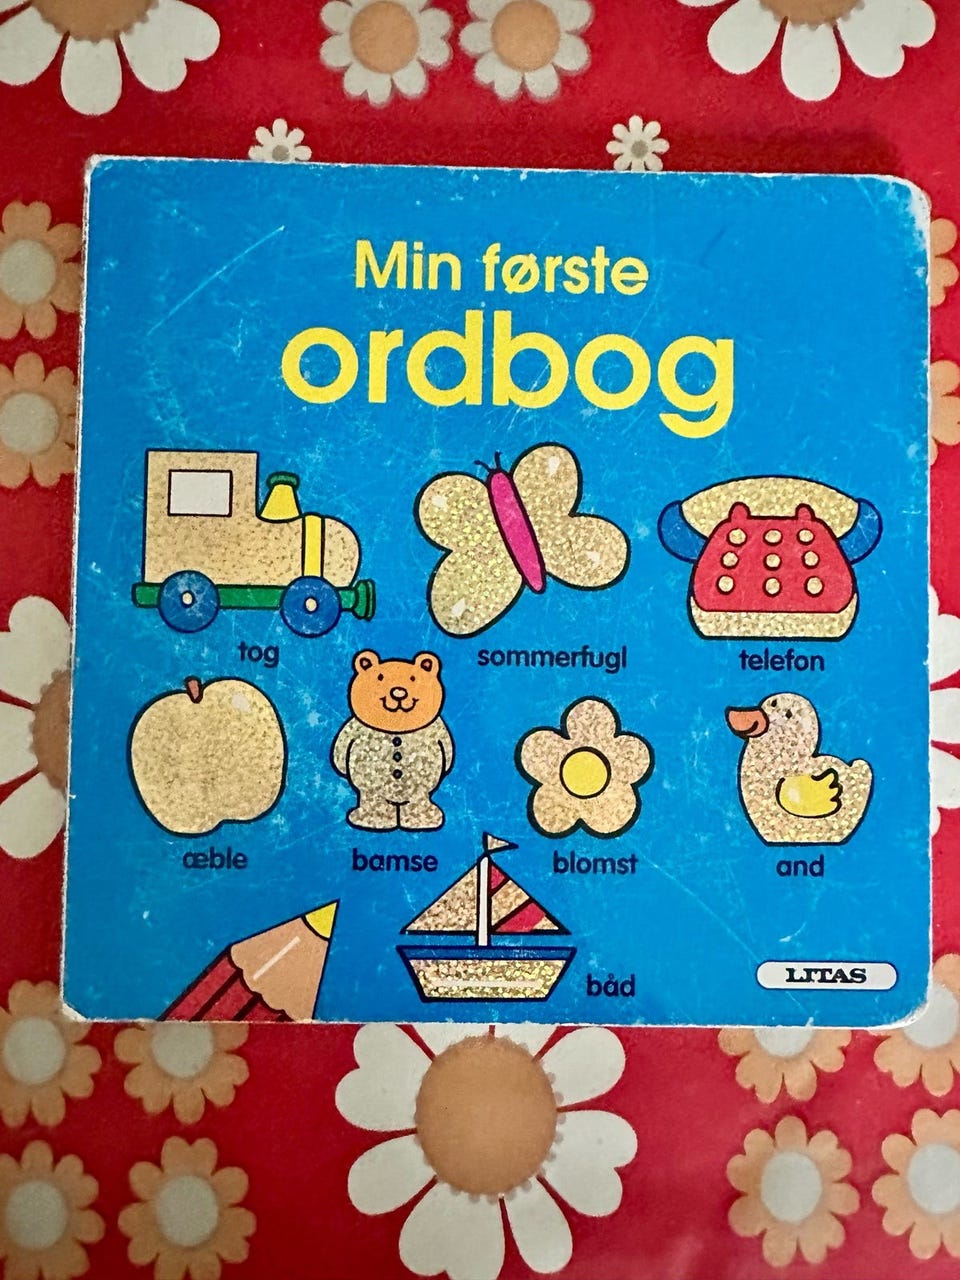 Min første
ordbog
tog
sommerfugl
telefon
æble
bamse
blomst
and
båd
LITAS